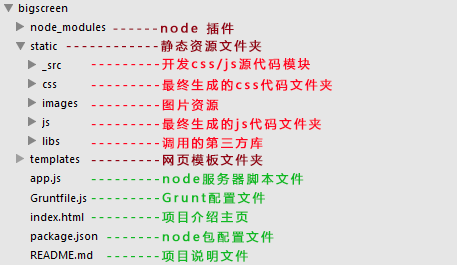 bigscreen
node_modules -------node 插件
static -----------静态资源文件夹
_src ---------开发css/js源代码模块
css ---------最终生成的css代码文件夹
images ---------图片资源
js ---------最终生成的js代码文件夹
libs ---------调用的第三方库
templates ---------网页模板文件夹
app.js ----------node服务器脚本文件
Gruntfile.js --------Grunt配置文件
index.html --------项目介绍主页
package.json -------node包配置文件
README.md --------项目说明文件